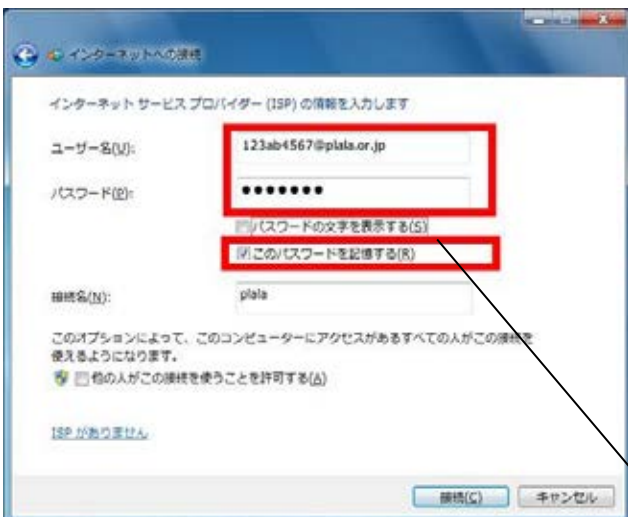 インターネットへの接続
インターネット サービス プロバイダー (ISP) の情報を入力します
ユーザー名(U):
123ab4567@plala.or.jp
パスワード(P):
●●●●●●●
パスワードの文字を表示する(S)
このパスワードを記憶する(R)
接続名(N):
plala
このオプションによって、このコンピューターにアクセスがあるすべての人がこの接続を
使えるようになります。
他の人がこの接続を使うことを許可する(A)
ISP がありません
接続(C)
キャンセル